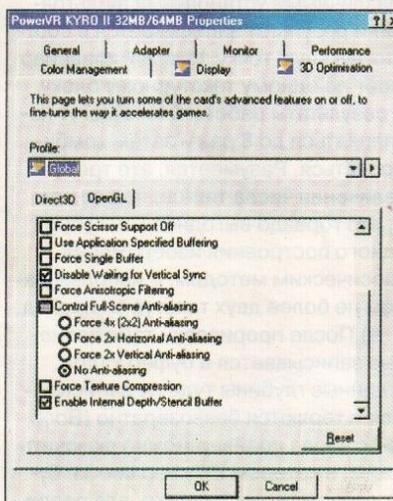 PowerVR KYRO II 32MB/64MB Properties
General Adapter Monitor Performance
Color Management Display 3D Optimisation
This page lets you turn some of the card's advanced features on or off, to
fine-tune the way it accelerates games.
Profile:
Global
Direct3D OpenGL
Force Scissor Support Off
Use Application Specified Buffering
Force Single Buffer
Disable Waiting for Vertical Sync
Force Anisotropic Filtering
Control Full-Scene Anti-aliasing
Force 4x (2x2) Anti-aliasing
Force 2x Horizontal Anti-aliasing
Force 2x Vertical Anti-aliasing
No Anti-aliasing
Force Texture Compression
Enable Internal Depth/Stencil Buffer
Reset
OK Cancel Apply